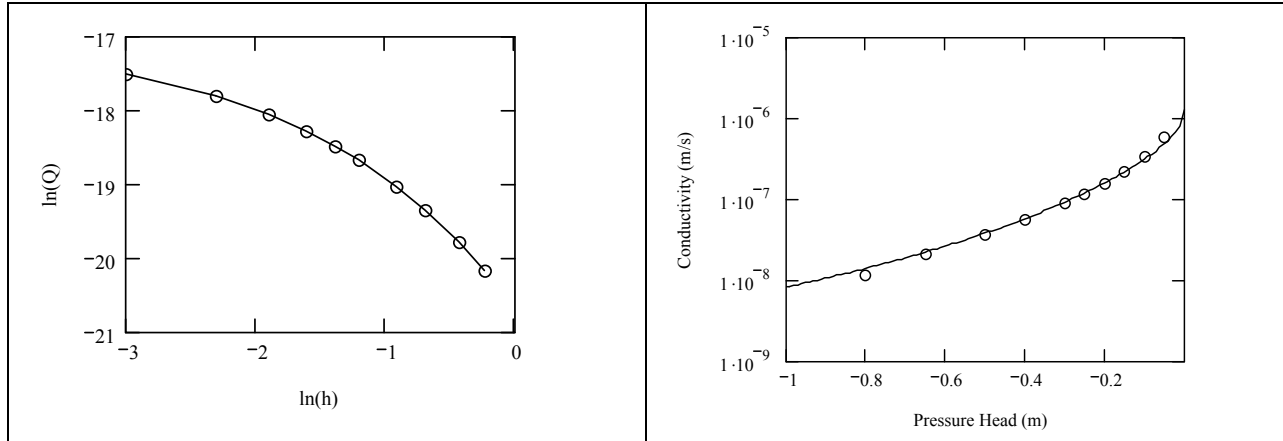 −17
−18
−19
−20
−21
ln(Q)
−3 −2 −1 0
ln(h)
1·10⁻⁵
1·10⁻⁶
1·10⁻⁷
1·10⁻⁸
1·10⁻⁹
Conductivity (m/s)
−1 −0.8 −0.6 −0.4 −0.2
Pressure Head (m)